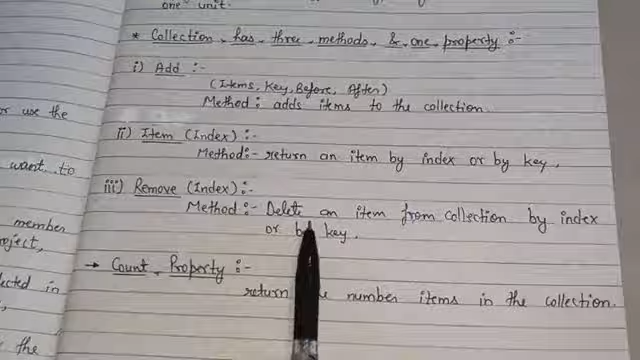 one unit.
* Collection has three methods & one property :-
i) Add :-
(Items, Key, Before, After)
Method : adds items to the collection.
or use the
ii) Item (Index) :-
Method :- return an item by index or by key.
want to
iii) Remove (Index) :-
Method :- Delete an item from collection by index
or by key.
member
→ Count Property :-
return number items in the collection.
in
the